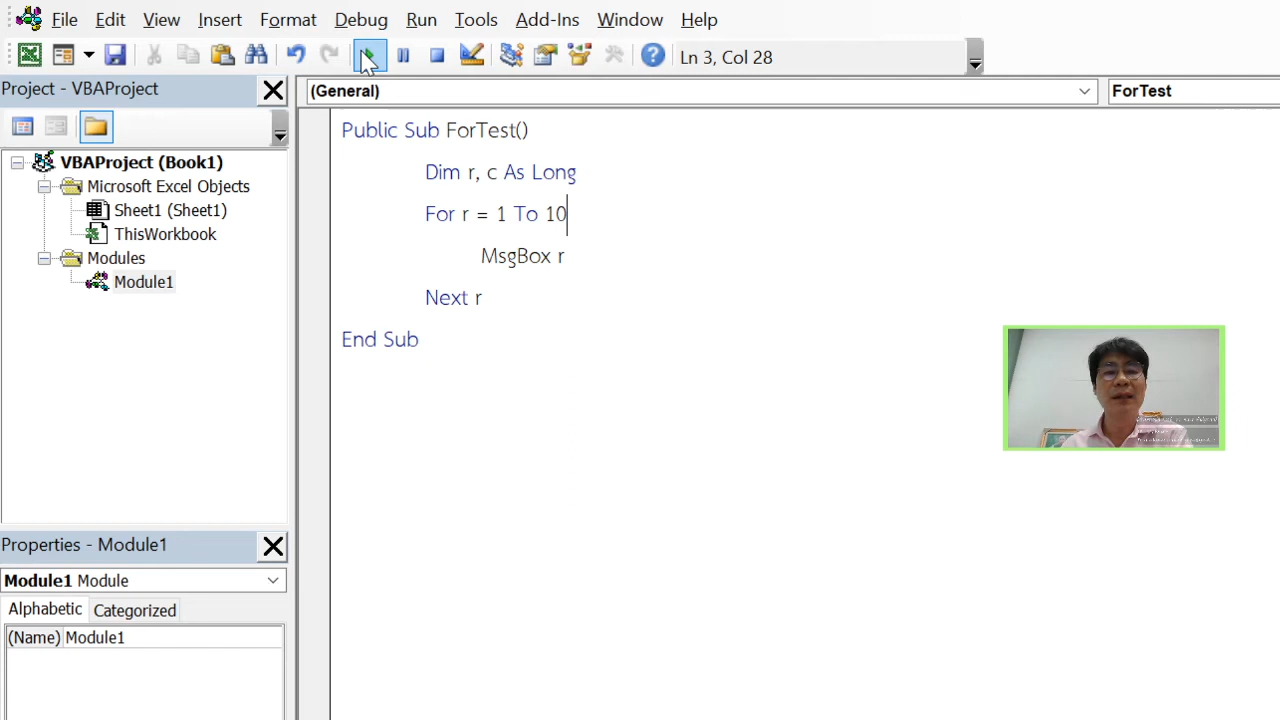 File Edit View Insert Format Debug Run Tools Add-Ins Window Help
Ln 3, Col 28
Project - VBAProject
(General)
ForTest
VBAProject (Book1)
Microsoft Excel Objects
Sheet1 (Sheet1)
ThisWorkbook
Modules
Module1
Public Sub ForTest()
Dim r, c As Long
For r = 1 To 10
MsgBox r
Next r
End Sub
Properties - Module1
Module1 Module
Alphabetic Categorized
(Name) Module1